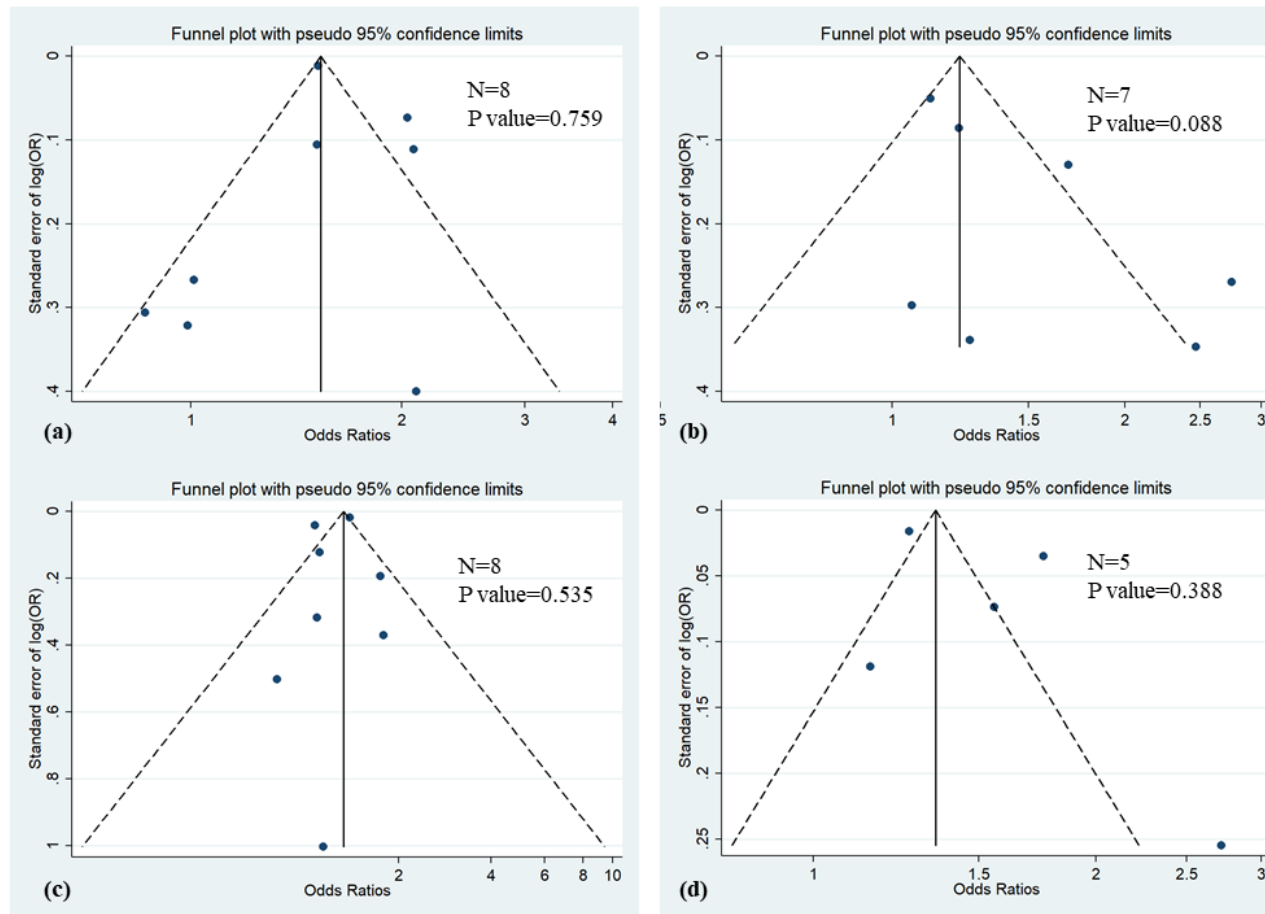 Funnel plot with pseudo 95% confidence limits
N=8
P value=0.759
Standard error of log(OR)
0
.1
.2
.3
.4
1 2 3 4
Odds Ratios
(a)
Funnel plot with pseudo 95% confidence limits
N=7
P value=0.088
Standard error of log(OR)
0
.1
.2
.3
.4
5 1 1.5 2 2.5 3
Odds Ratios
(b)
Funnel plot with pseudo 95% confidence limits
N=8
P value=0.535
Standard error of log(OR)
0
.2
.4
.6
.8
1
2 4 6 8 10
Odds Ratios
(c)
Funnel plot with pseudo 95% confidence limits
N=5
P value=0.388
Standard error of log(OR)
0
.05
.1
.15
.2
.25
1 1.5 2 2.5 3
Odds Ratios
(d)